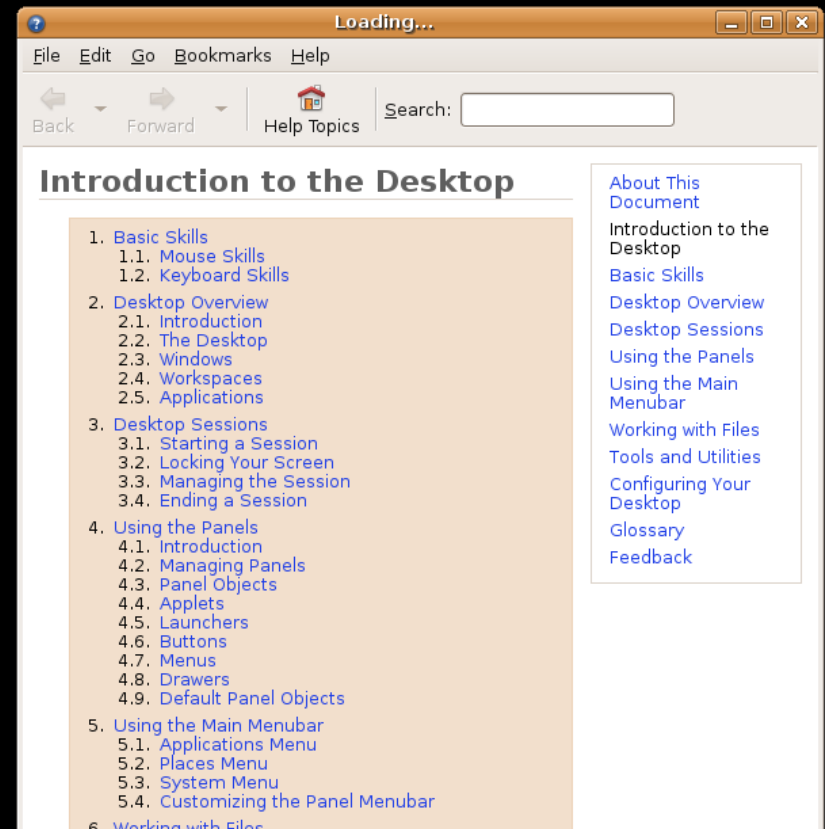 Loading...
File Edit Go Bookmarks Help
Back Forward Help Topics Search:
Introduction to the Desktop
1. Basic Skills
1.1. Mouse Skills
1.2. Keyboard Skills
2. Desktop Overview
2.1. Introduction
2.2. The Desktop
2.3. Windows
2.4. Workspaces
2.5. Applications
3. Desktop Sessions
3.1. Starting a Session
3.2. Locking Your Screen
3.3. Managing the Session
3.4. Ending a Session
4. Using the Panels
4.1. Introduction
4.2. Managing Panels
4.3. Panel Objects
4.4. Applets
4.5. Launchers
4.6. Buttons
4.7. Menus
4.8. Drawers
4.9. Default Panel Objects
5. Using the Main Menubar
5.1. Applications Menu
5.2. Places Menu
5.3. System Menu
5.4. Customizing the Panel Menubar
6. Working with Files
About This
Document
Introduction to the
Desktop
Basic Skills
Desktop Overview
Desktop Sessions
Using the Panels
Using the Main
Menubar
Working with Files
Tools and Utilities
Configuring Your
Desktop
Glossary
Feedback